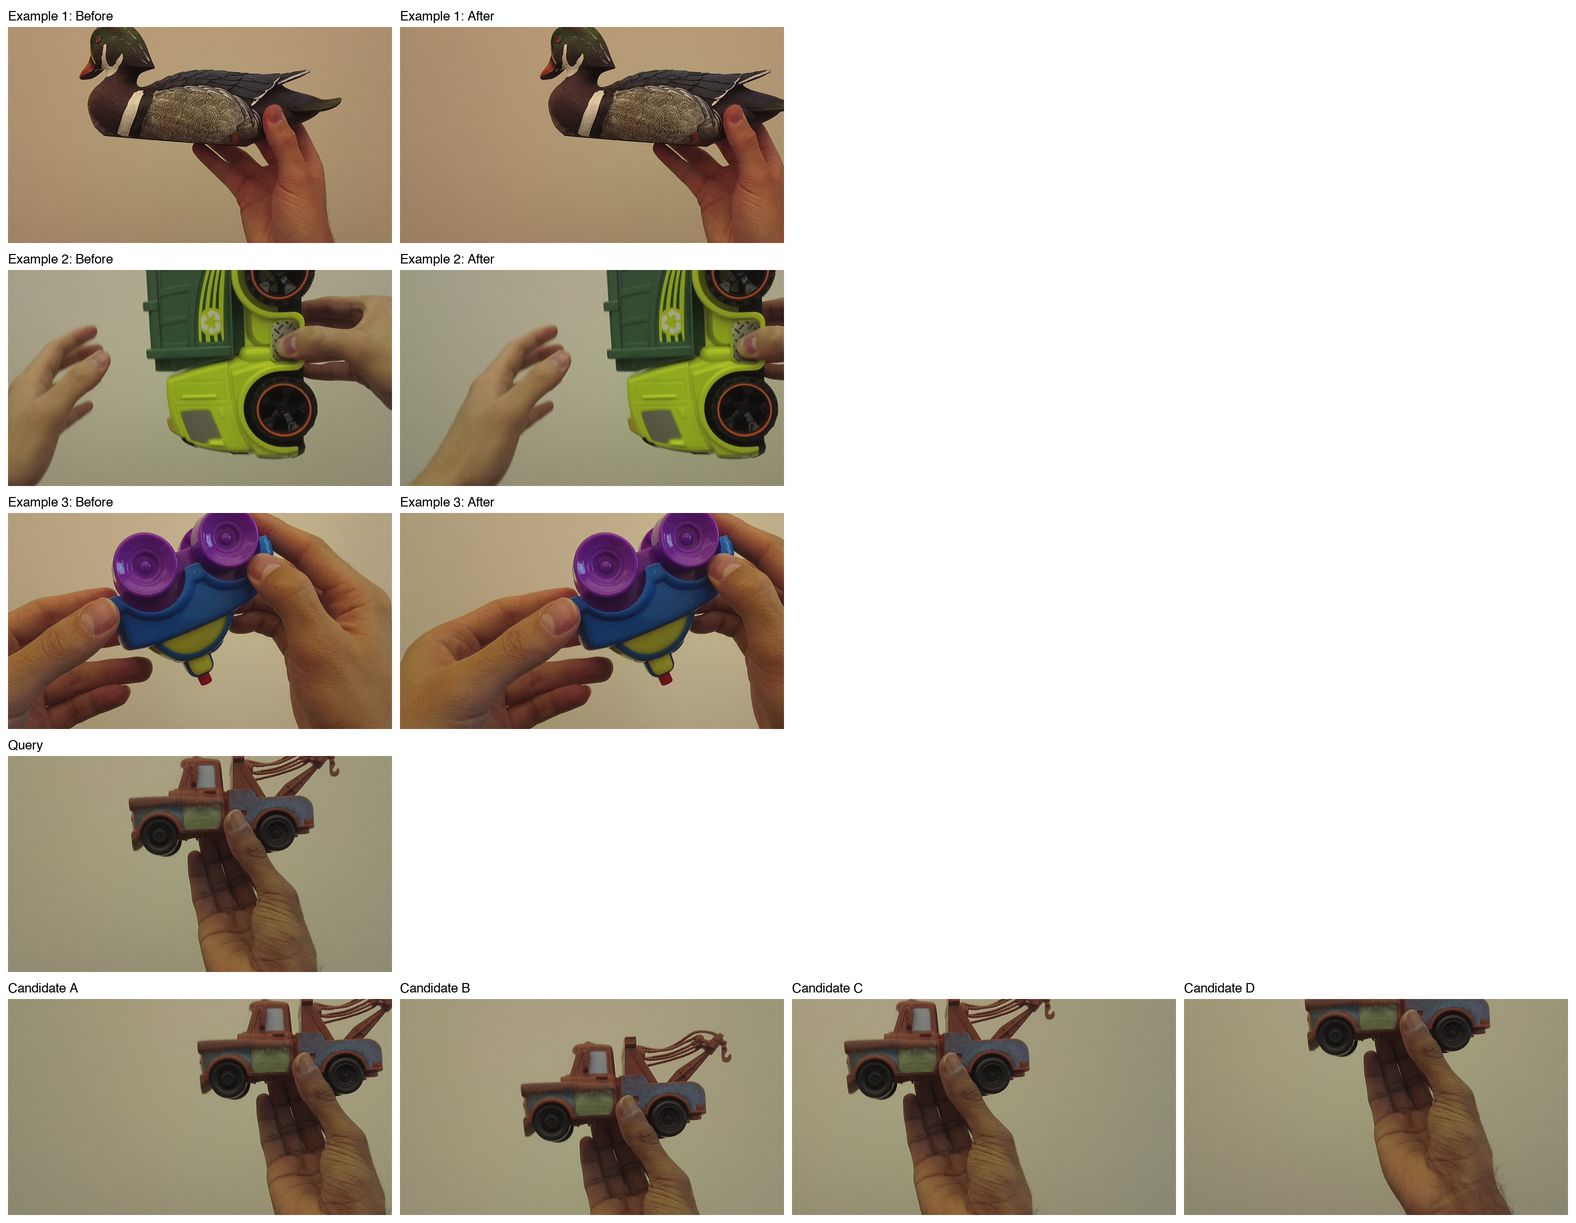 Example 1: Before
Example 1: After
Example 2: Before
Example 2: After
Example 3: Before
Example 3: After
Query
Candidate A
Candidate B
Candidate C
Candidate D